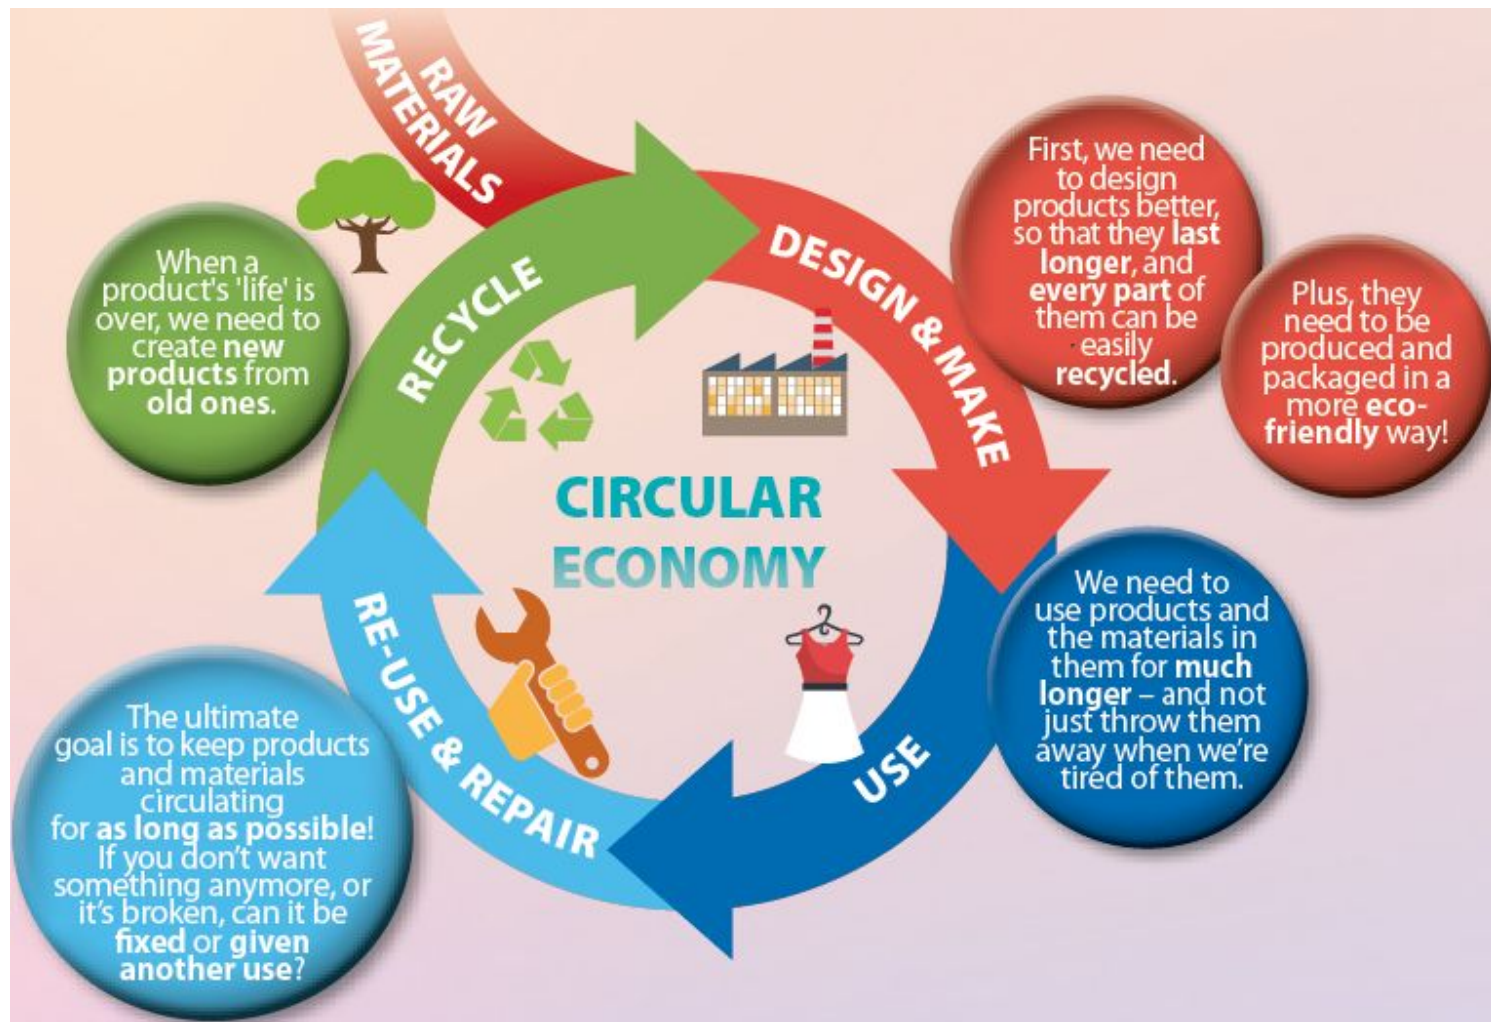 RAW
MATERIALS
RECYCLE
DESIGN & MAKE
USE
RE-USE & REPAIR
CIRCULAR
ECONOMY
First, we need
to design
products better,
so that they last
longer, and
every part of
them can be
easily
recycled.
Plus, they
need to be
produced and
packaged in a
more eco-
friendly way!
We need to
use products and
the materials in
them for much
longer – and not
just throw them
away when we’re
tired of them.
The ultimate
goal is to keep products
and materials
circulating
for as long as possible!
If you don’t want
something anymore, or
it’s broken, can it be
fixed or given
another use?
When a
product's 'life' is
over, we need to
create new
products from
old ones.